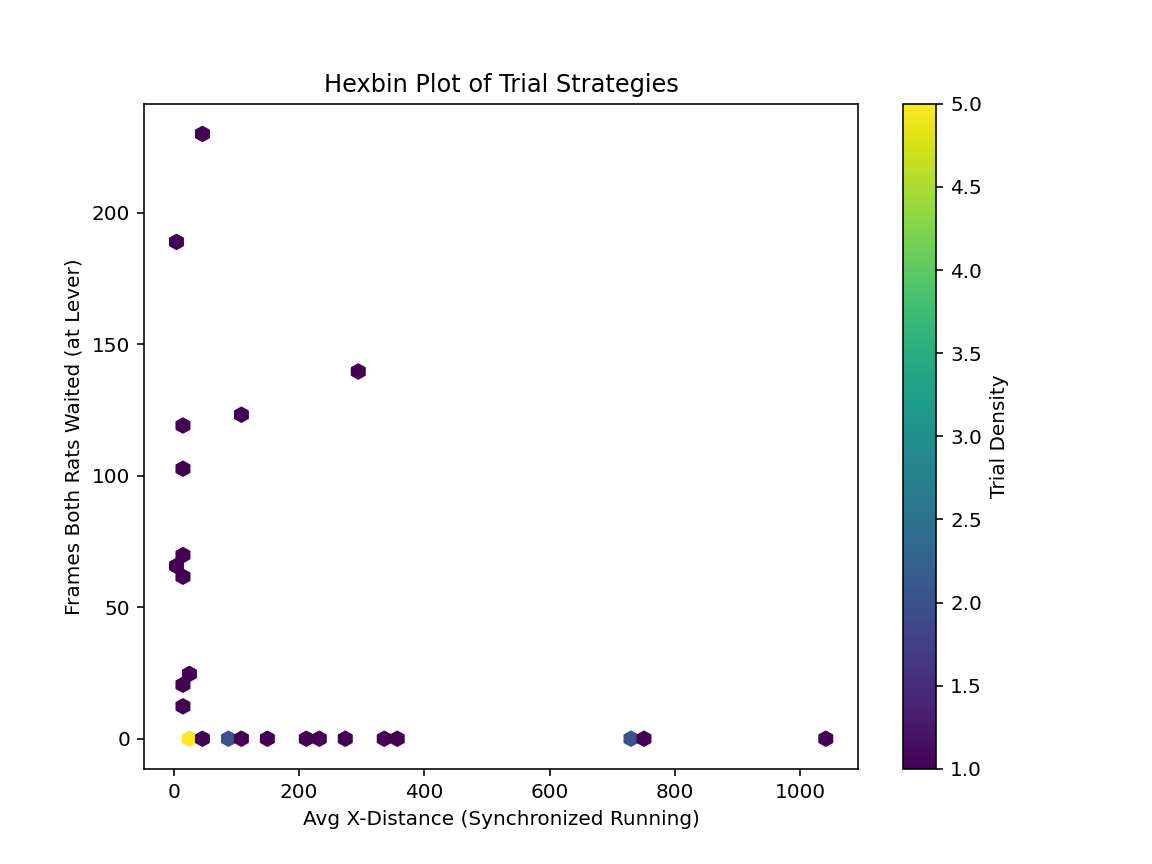 Hexbin Plot of Trial Strategies
Frames Both Rats Waited (at Lever)
200
150
100
50
0
0 200 400 600 800 1000
Avg X-Distance (Synchronized Running)
5.0
4.5
4.0
3.5
3.0
2.5
2.0
1.5
1.0
Trial Density